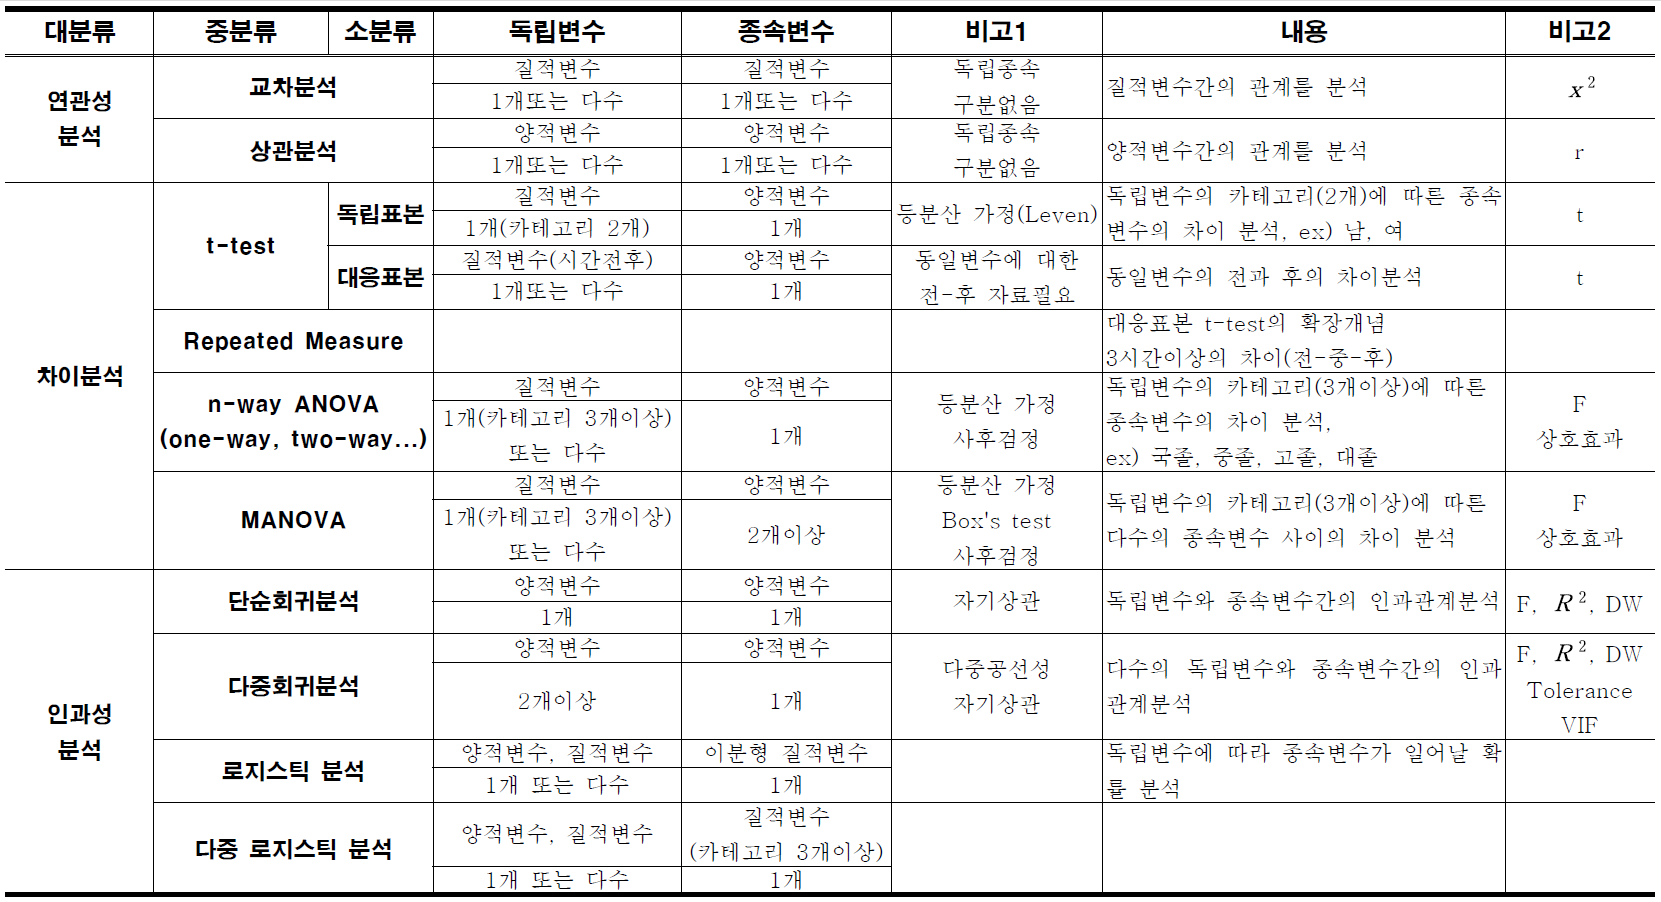 대분류 중분류 소분류 독립변수 종속변수 비고1 내용 비고2
연관성
분석
교차분석
질적변수
1개또는 다수
질적변수
1개또는 다수
독립종속
구분없음
질적변수간의 관계를 분석
x²
상관분석
양적변수
1개또는 다수
양적변수
1개또는 다수
독립종속
구분없음
양적변수간의 관계를 분석
r
차이분석
t-test
독립표본
질적변수
1개(카테고리 2개)
양적변수
1개
등분산 가정(Leven)
독립변수의 카테고리(2개)에 따른 종속
변수의 차이 분석, ex) 남, 여
t
대응표본
질적변수(시간전후)
1개또는 다수
양적변수
1개
동일변수에 대한
전-후 자료필요
동일변수의 전과 후의 차이분석
t
Repeated Measure
대응표본 t-test의 확장개념
3시간이상의 차이(전-중-후)
n-way ANOVA
(one-way, two-way...)
질적변수
1개(카테고리 3개이상)
또는 다수
양적변수
1개
등분산 가정
사후검정
독립변수의 카테고리(3개이상)에 따른
종속변수의 차이 분석,
ex) 국졸, 중졸, 고졸, 대졸
F
상호효과
MANOVA
질적변수
1개(카테고리 3개이상)
또는 다수
양적변수
2개이상
등분산 가정
Box's test
사후검정
독립변수의 카테고리(3개이상)에 따른
다수의 종속변수 사이의 차이 분석
F
상호효과
인과성
분석
단순회귀분석
양적변수
1개
양적변수
1개
자기상관
독립변수와 종속변수간의 인과관계분석
F, R², DW
다중회귀분석
양적변수
2개이상
양적변수
1개
다중공선성
자기상관
다수의 독립변수와 종속변수간의 인과
관계분석
F, R², DW
Tolerance
VIF
로지스틱 분석
양적변수, 질적변수
1개 또는 다수
이분형 질적변수
1개
독립변수에 따라 종속변수가 일어날 확
률 분석
다중 로지스틱 분석
양적변수, 질적변수
1개 또는 다수
질적변수
(카테고리 3개이상)
1개